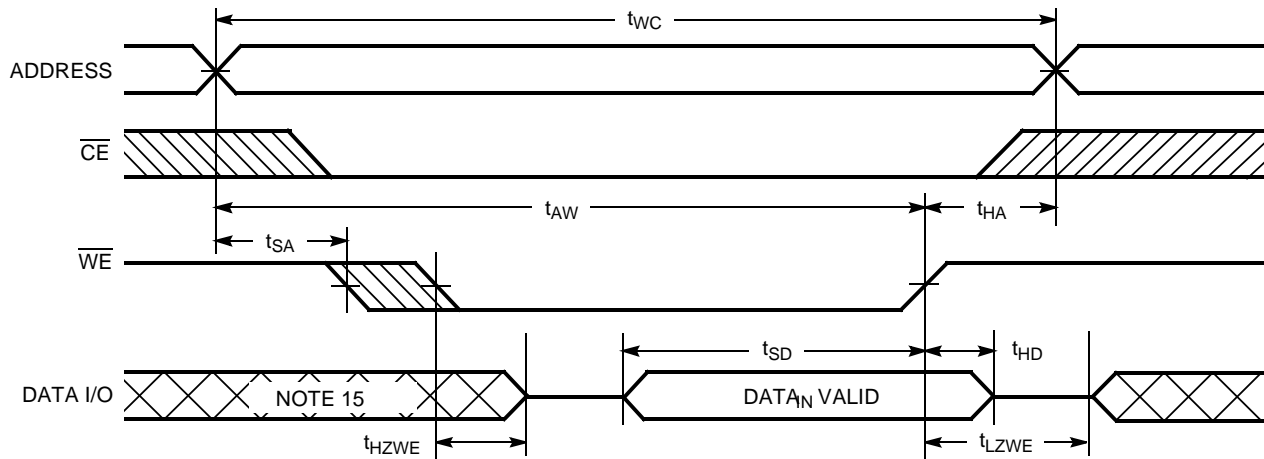 tWC
ADDRESS
CE
tAW
tHA
tSA
WE
tSD
tHD
DATA I/O
NOTE 15
DATAIN VALID
tHZWE
tLZWE